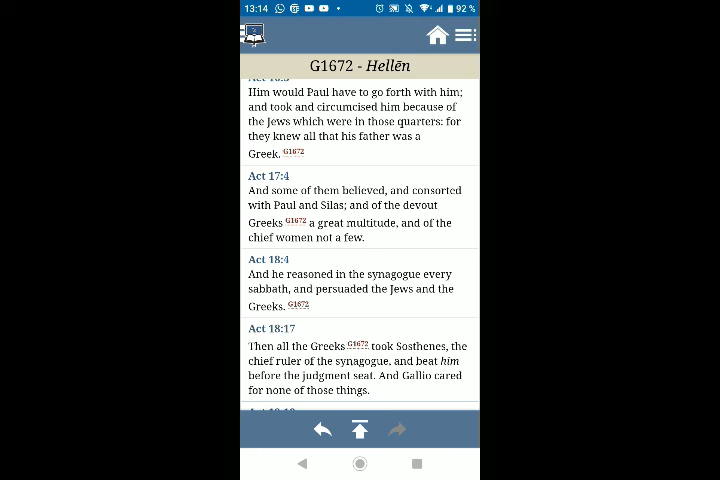 13:14
92 %
G1672 - Hellēn
Act 16:3
Him would Paul have to go forth with him;
and took and circumcised him because of
the Jews which were in those quarters: for
they knew all that his father was a
Greek. G1672
Act 17:4
And some of them believed, and consorted
with Paul and Silas; and of the devout
Greeks G1672 a great multitude, and of the
chief women not a few.
Act 18:4
And he reasoned in the synagogue every
sabbath, and persuaded the Jews and the
Greeks. G1672
Act 18:17
Then all the Greeks G1672 took Sosthenes, the
chief ruler of the synagogue, and beat him
before the judgment seat. And Gallio cared
for none of those things.